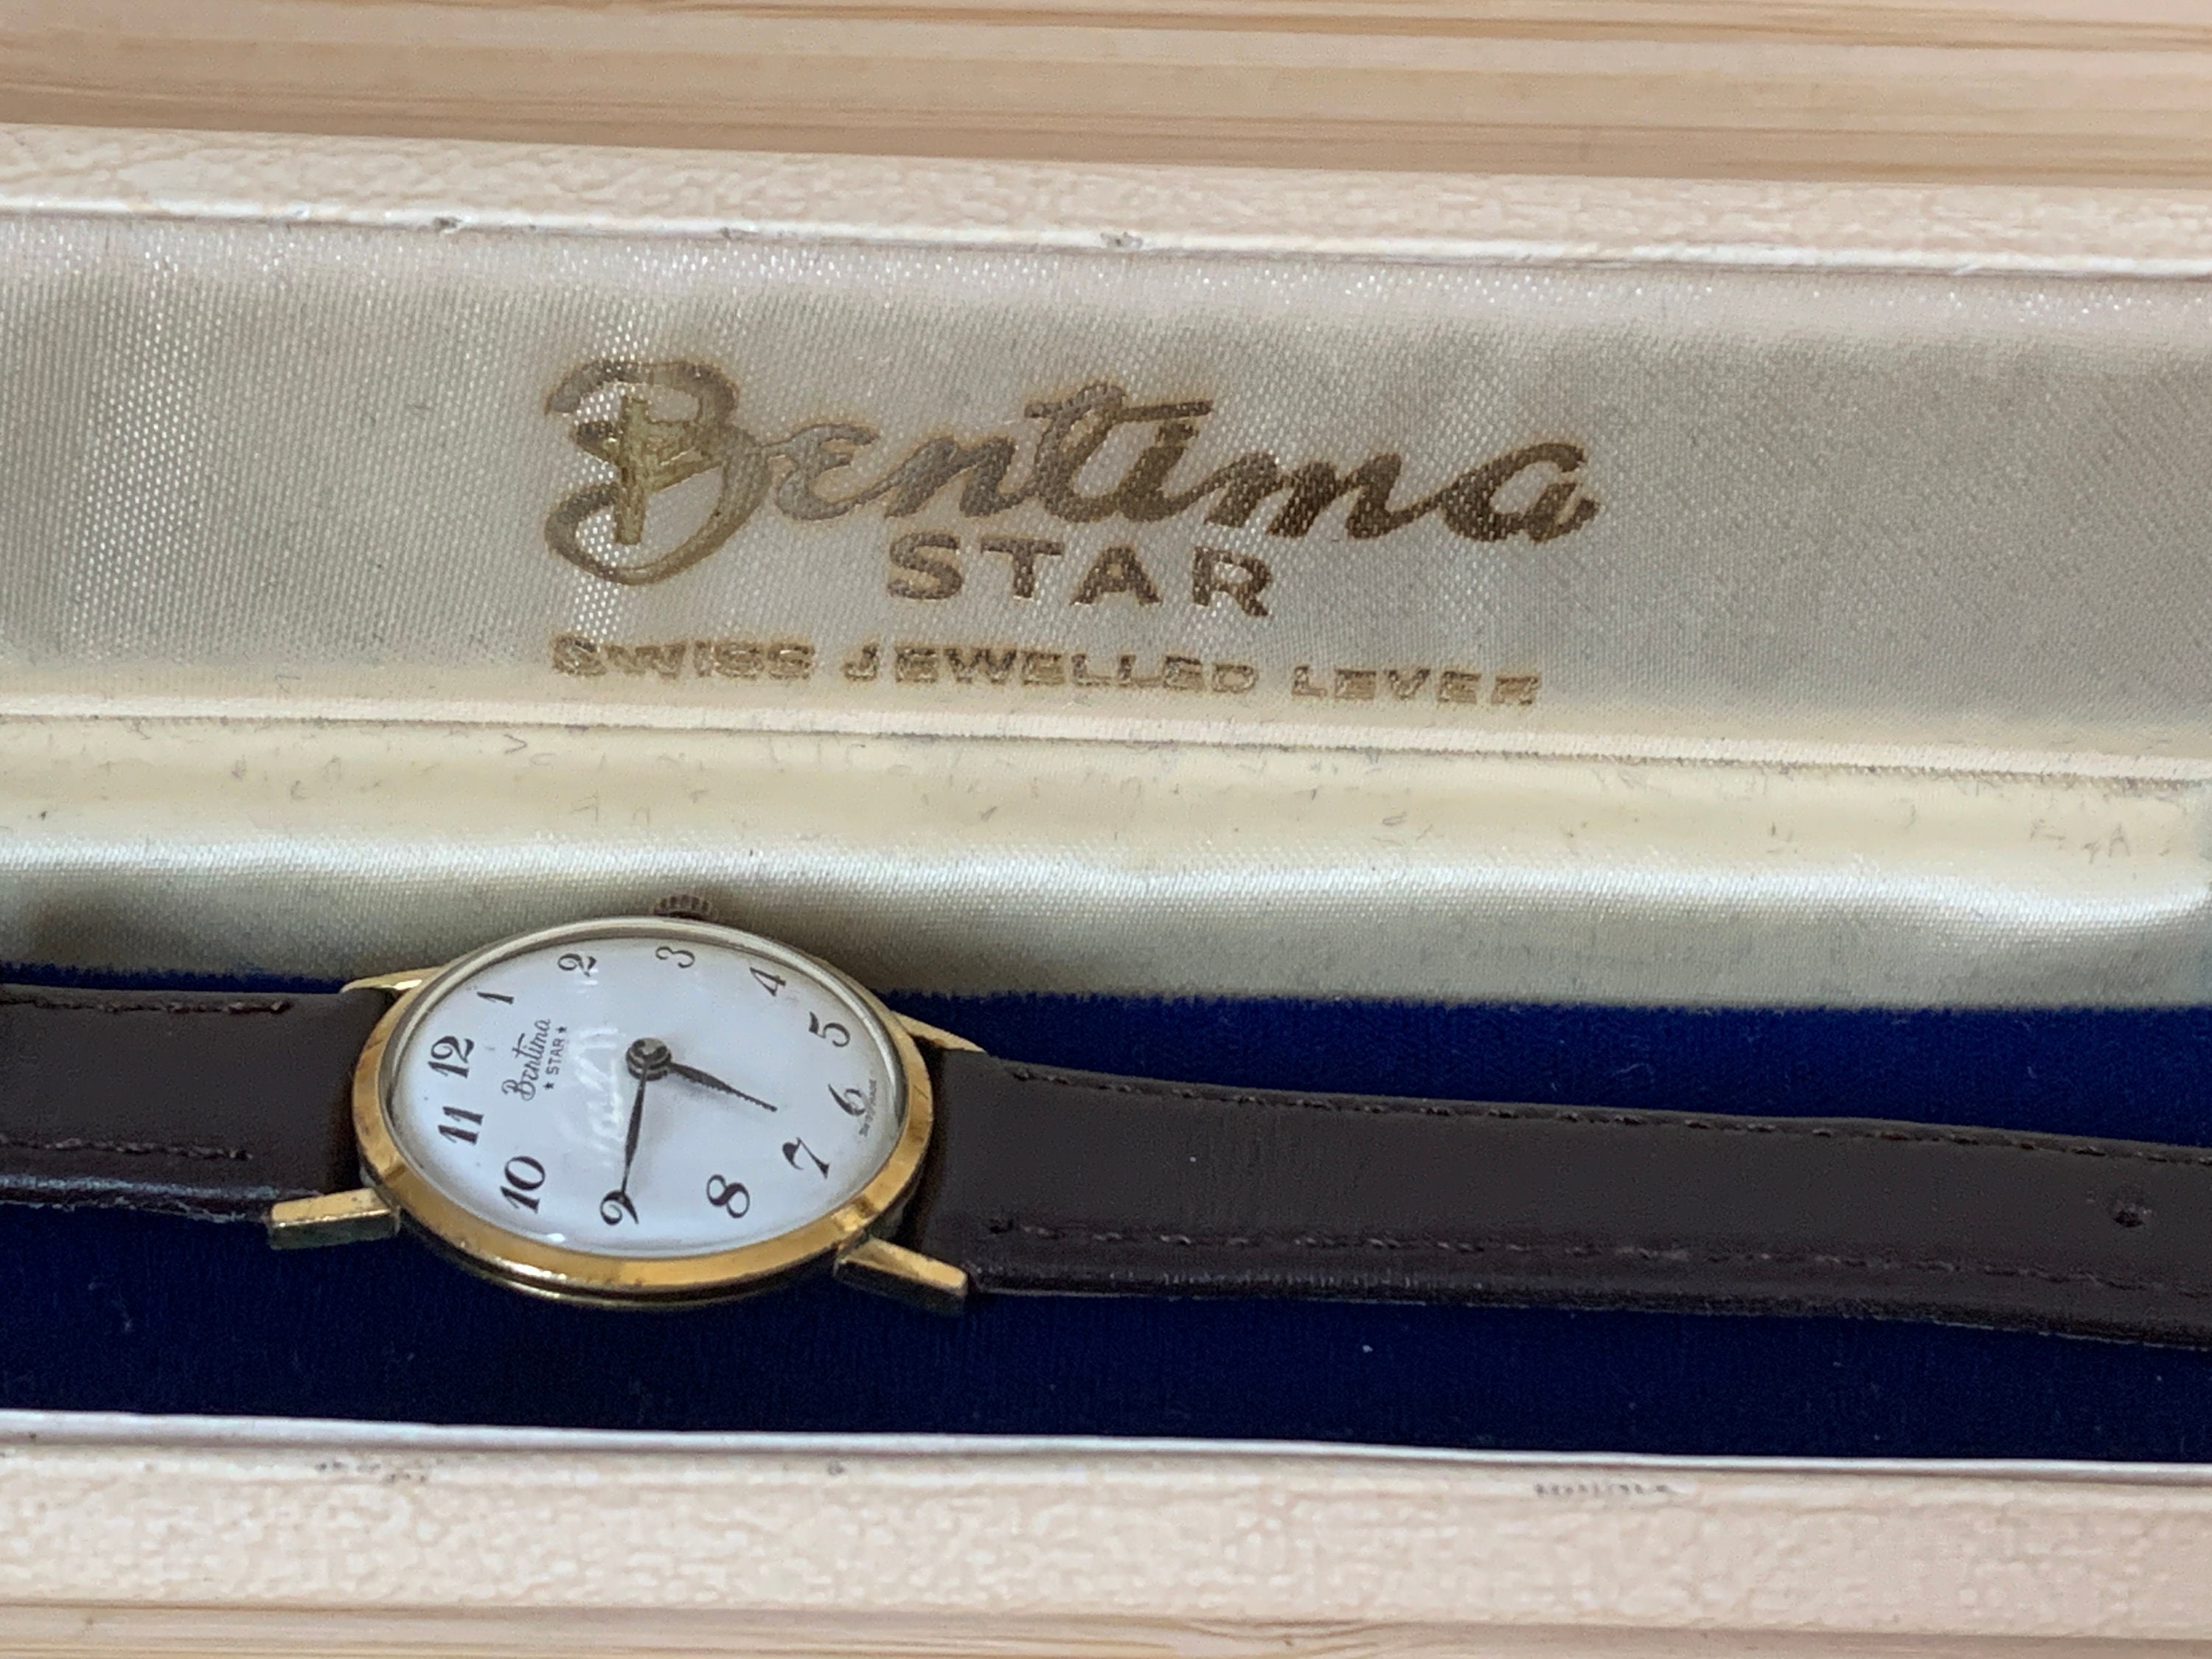 Bentima
STAR
SWISS JEWELLED LEVER
12
1
2
3
4
5
6
7
8
9
10
11
Bentima
★ STAR ★